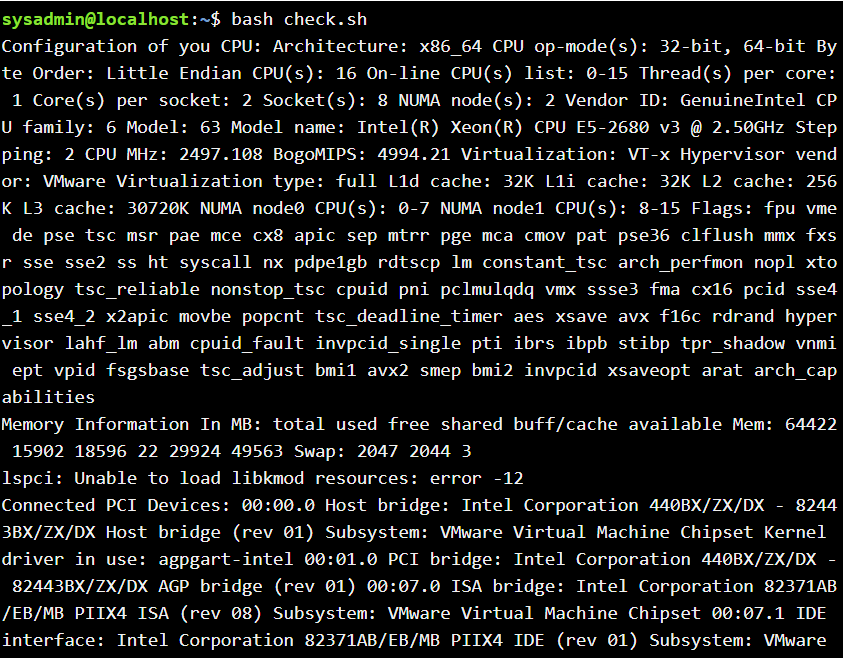 sysadmin@localhost:~$ bash check.sh
Configuration of you CPU: Architecture: x86_64 CPU op-mode(s): 32-bit, 64-bit By
te Order: Little Endian CPU(s): 16 On-line CPU(s) list: 0-15 Thread(s) per core:
 1 Core(s) per socket: 2 Socket(s): 8 NUMA node(s): 2 Vendor ID: GenuineIntel CP
U family: 6 Model: 63 Model name: Intel(R) Xeon(R) CPU E5-2680 v3 @ 2.50GHz Step
ping: 2 CPU MHz: 2497.108 BogoMIPS: 4994.21 Virtualization: VT-x Hypervisor vend
or: VMware Virtualization type: full L1d cache: 32K L1i cache: 32K L2 cache: 256
K L3 cache: 30720K NUMA node0 CPU(s): 0-7 NUMA node1 CPU(s): 8-15 Flags: fpu vme
 de pse tsc msr pae mce cx8 apic sep mtrr pge mca cmov pat pse36 clflush mmx fxs
r sse sse2 ss ht syscall nx pdpe1gb rdtscp lm constant_tsc arch_perfmon nopl xto
pology tsc_reliable nonstop_tsc cpuid pni pclmulqdq vmx ssse3 fma cx16 pcid sse4
_1 sse4_2 x2apic movbe popcnt tsc_deadline_timer aes xsave avx f16c rdrand hyper
visor lahf_lm abm cpuid_fault invpcid_single pti ibrs ibpb stibp tpr_shadow vnmi
 ept vpid fsgsbase tsc_adjust bmi1 avx2 smep bmi2 invpcid xsaveopt arat arch_cap
abilities
Memory Information In MB: total used free shared buff/cache available Mem: 64422
 15902 18596 22 29924 49563 Swap: 2047 2044 3
lspci: Unable to load libkmod resources: error -12
Connected PCI Devices: 00:00.0 Host bridge: Intel Corporation 440BX/ZX/DX - 8244
3BX/ZX/DX Host bridge (rev 01) Subsystem: VMware Virtual Machine Chipset Kernel
driver in use: agpgart-intel 00:01.0 PCI bridge: Intel Corporation 440BX/ZX/DX -
 82443BX/ZX/DX AGP bridge (rev 01) 00:07.0 ISA bridge: Intel Corporation 82371AB
/EB/MB PIIX4 ISA (rev 08) Subsystem: VMware Virtual Machine Chipset 00:07.1 IDE
interface: Intel Corporation 82371AB/EB/MB PIIX4 IDE (rev 01) Subsystem: VMware